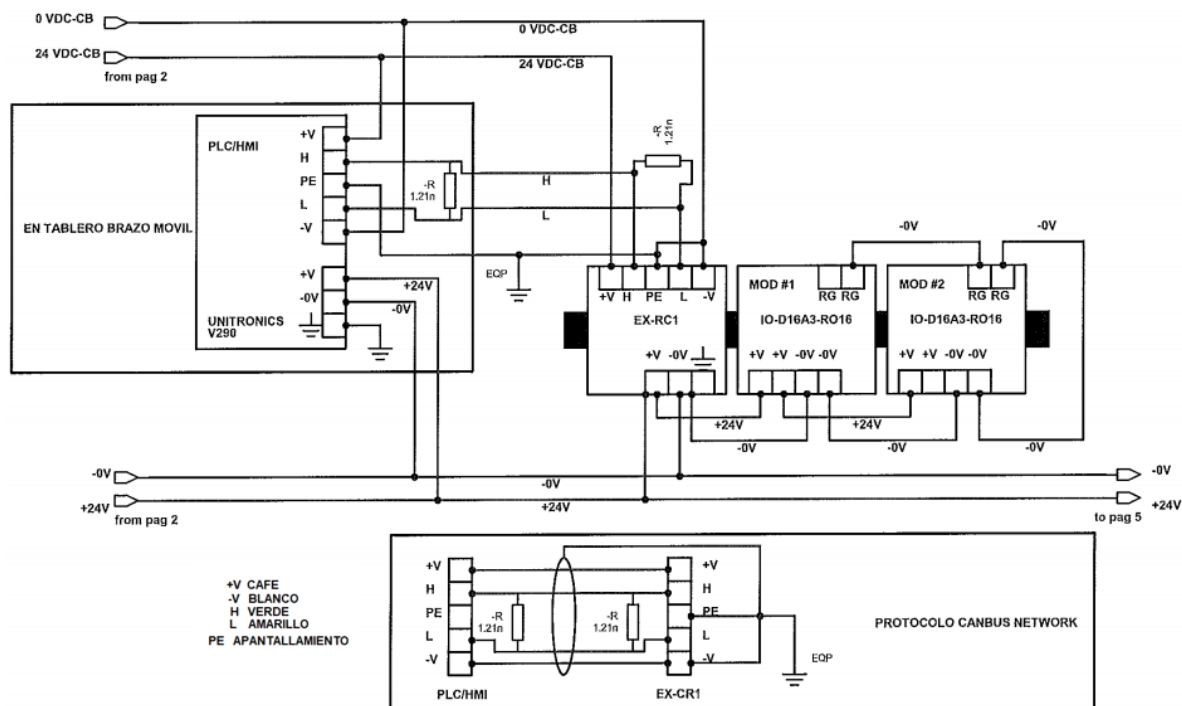 0 VDC-CB
0 VDC-CB
24 VDC-CB
24 VDC-CB
from pag 2
PLC/HMI
+V
H
PE
L
-V
-R
1.21n
H
L
-R
1.21n
EN TABLERO BRAZO MOVIL
+V
-0V
UNITRONICS
V290
+24V
-0V
EQP
+V H PE L -V
EX-RC1
+V -0V
MOD #1
RG RG
IO-D16A3-RO16
+V +V -0V -0V
-0V
MOD #2
RG RG
IO-D16A3-RO16
+V +V -0V -0V
-0V
+24V
+24V
-0V
-0V
-0V
-0V
-0V
-0V
+24V
+24V
+24V
from pag 2
to pag 5
+V CAFE
-V BLANCO
H VERDE
L AMARILLO
PE APANTALLAMIENTO
+V
H
PE
L
-V
-R
1.21n
-R
1.21n
+V
H
PE
L
-V
EQP
PLC/HMI
EX-CR1
PROTOCOLO CANBUS NETWORK